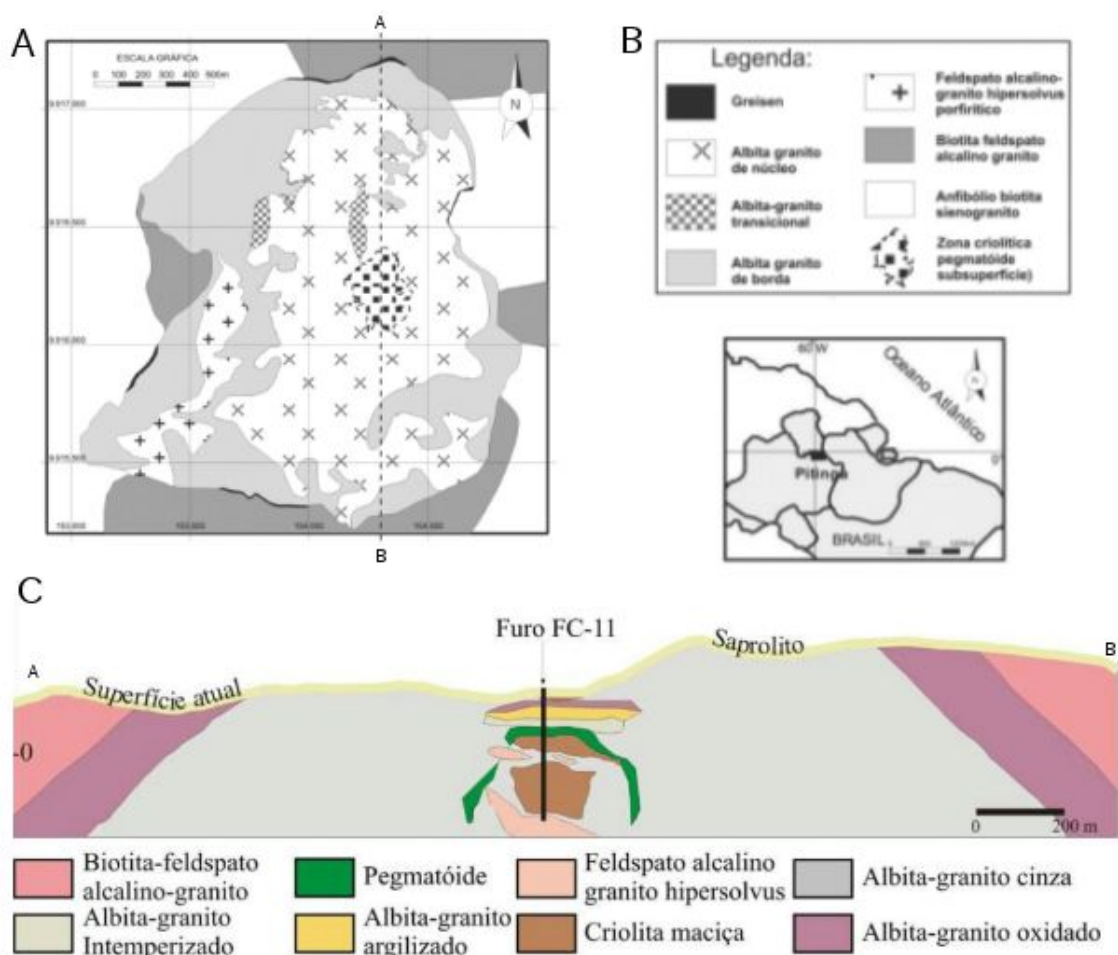 A
A
ESCALA GRÁFICA
0 100 200 300 400 500m
N
B
B
Legenda:
Greisen
Albita granito
de núcleo
Albita-granito
transicional
Albita granito
de borda
Feldspato alcalino-
granito hipersolvus
porfirítico
Biotita feldspato
alcalino granito
Anfibólio biotita
sienogranito
Zona criolítica
pegmatóide
subsuperfície)
60°W
N
Oceano Atlântico
0°
Pitinga
BRASIL
C
Furo FC-11
Saprolito
A
B
Superfície atual
-0
0 200 m
Biotita-feldspato
alcalino-granito
Pegmatóide
Feldspato alcalino
granito hipersolvus
Albita-granito cinza
Albita-granito
Intemperizado
Albita-granito
argilizado
Criolita maciça
Albita-granito oxidado